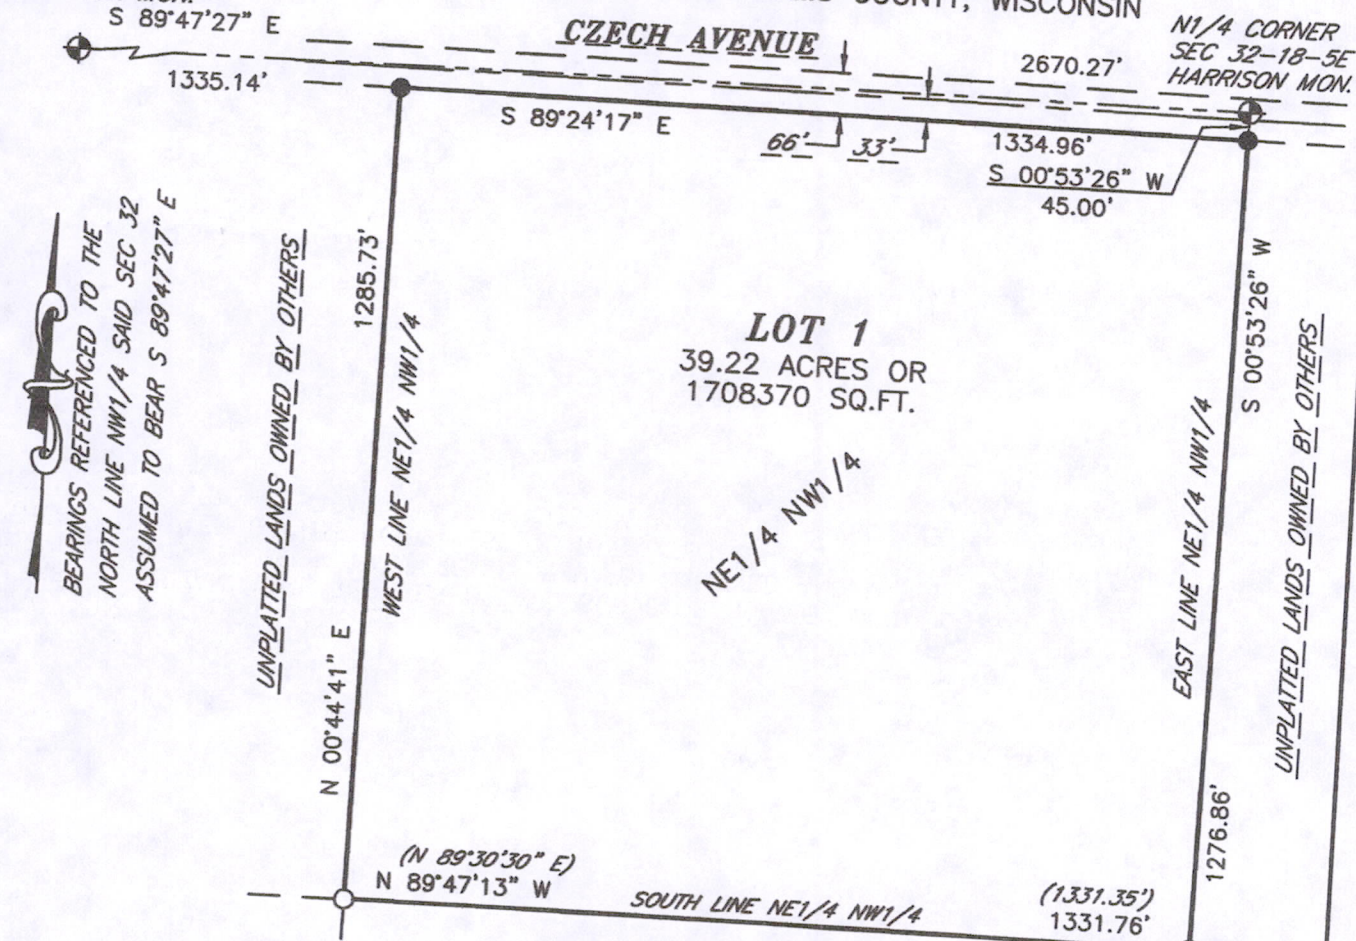 COUNTY, WISCONSIN
S 89°47'27" E
CZECH AVENUE
N1/4 CORNER
SEC 32-18-5E
HARRISON MON.
1335.14'
2670.27'
S 89°24'17" E
66'
33'
1334.96'
S 00°53'26" W
45.00'
BEARINGS REFERENCED TO THE
NORTH LINE NW1/4 SAID SEC 32
ASSUMED TO BEAR S 89°47'27" E
UNPLATTED LANDS OWNED BY OTHERS
1285.73'
N 00°44'41" E
WEST LINE NE1/4 NW1/4
LOT 1
39.22 ACRES OR
1708370 SQ.FT.
NE1/4 NW1/4
EAST LINE NE1/4 NW1/4
S 00°53'26" W
1276.86'
UNPLATTED LANDS OWNED BY OTHERS
(N 89°30'30" E)
N 89°47'13" W
SOUTH LINE NE1/4 NW1/4
(1331.35')
1331.76'